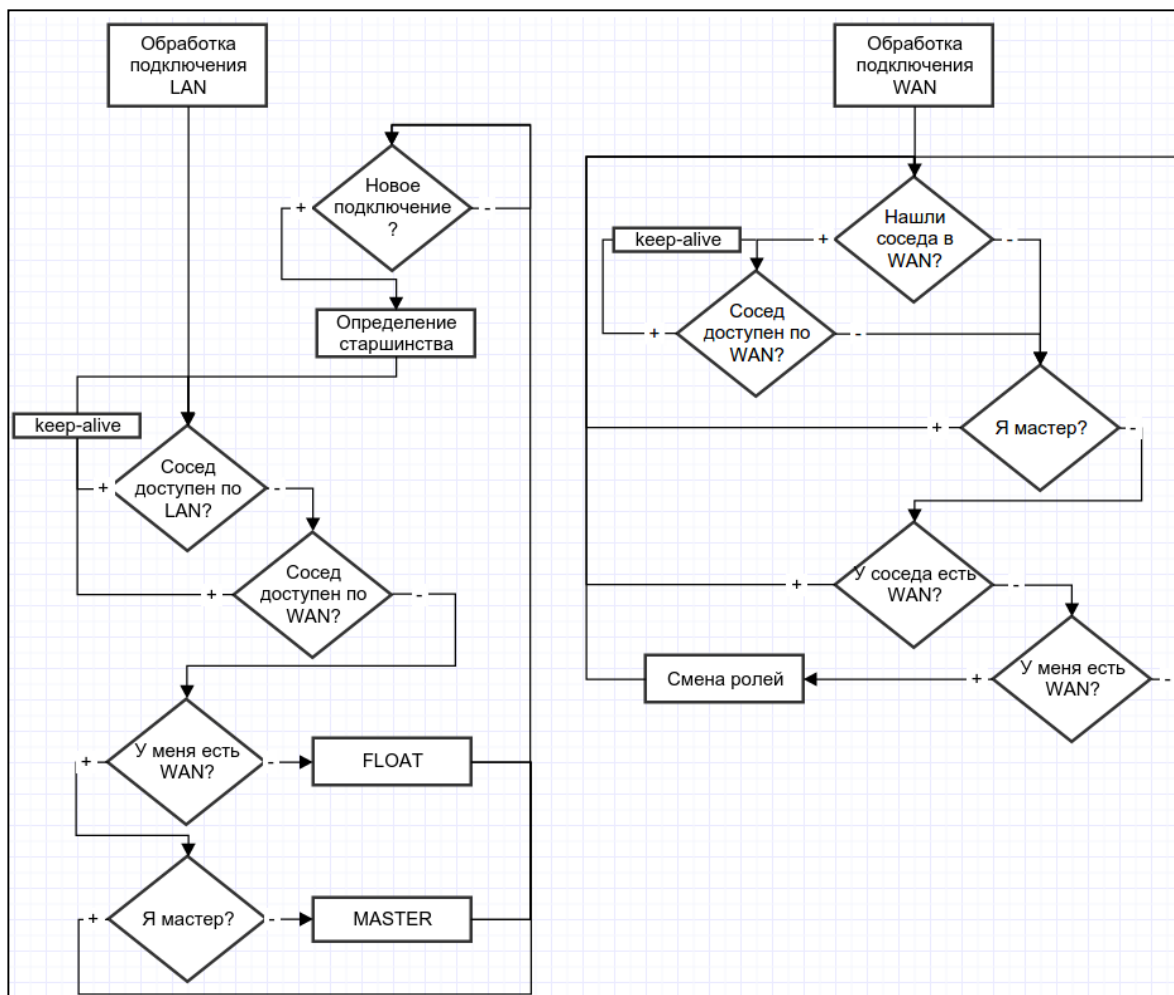 Обработка
подключения
LAN
Новое
подключение
?
+
-
Определение
старшинства
keep-alive
Сосед
доступен по
LAN?
+
-
Сосед
доступен по
WAN?
+
-
У меня есть
WAN?
+
-
FLOAT
Я мастер?
+
-
MASTER
Обработка
подключения
WAN
Нашли
соседа в
WAN?
+
-
keep-alive
Сосед
доступен по
WAN?
+
-
Я мастер?
+
-
У соседа есть
WAN?
+
-
У меня есть
WAN?
+
-
Смена ролей